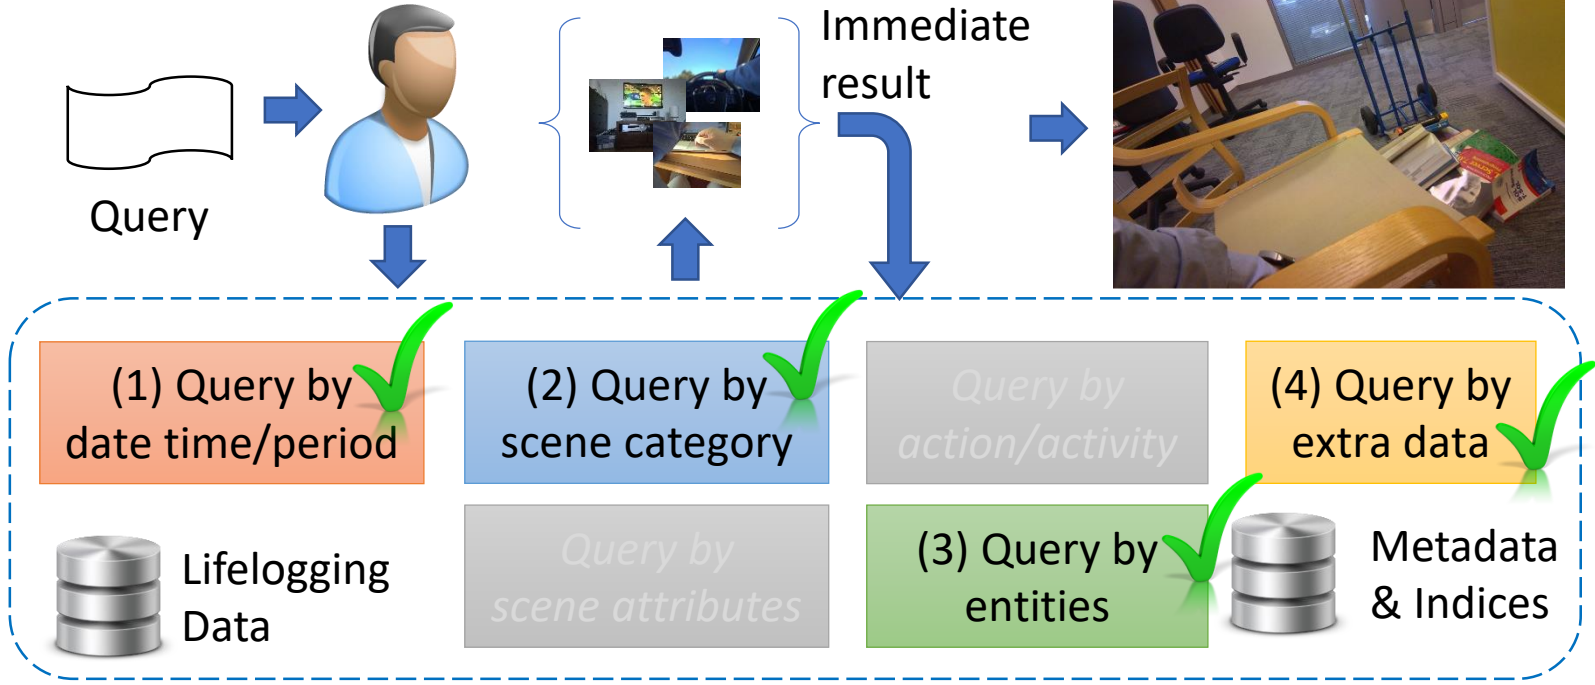 Query
Immediate
result
(1) Query by
date time/period
(2) Query by
scene category
Query by
action/activity
(4) Query by
extra data
Query by
scene attributes
(3) Query by
entities
Lifelogging
Data
Metadata
& Indices